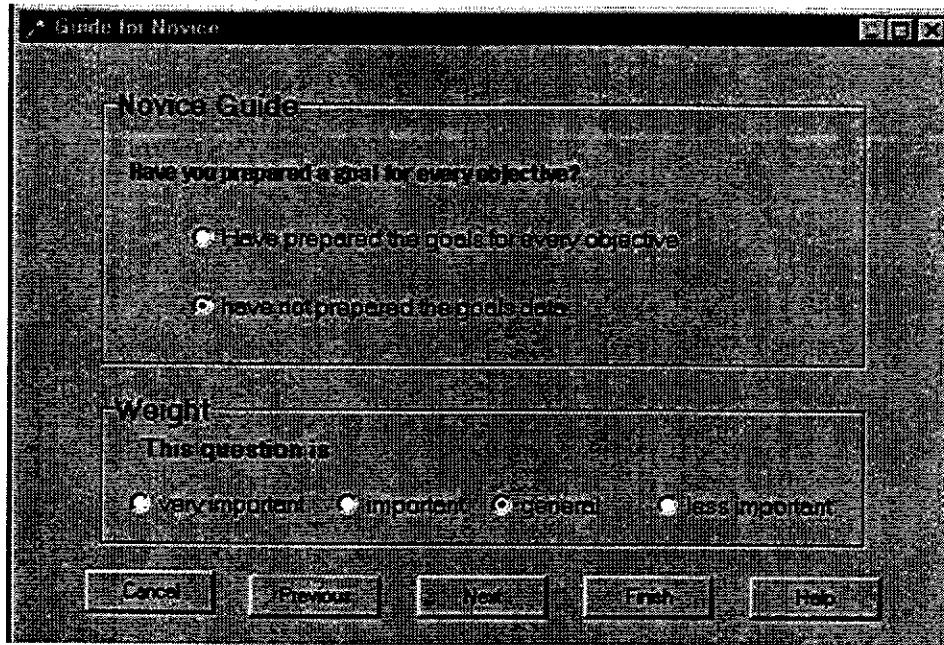 Guide for Novice
Novice Guide
Have you prepared a goal for every objective?
Have prepared the goals for every objective
have not prepared the goals data
Weight
This question is
very important important general less important
Cancel Previous Next Finish Help